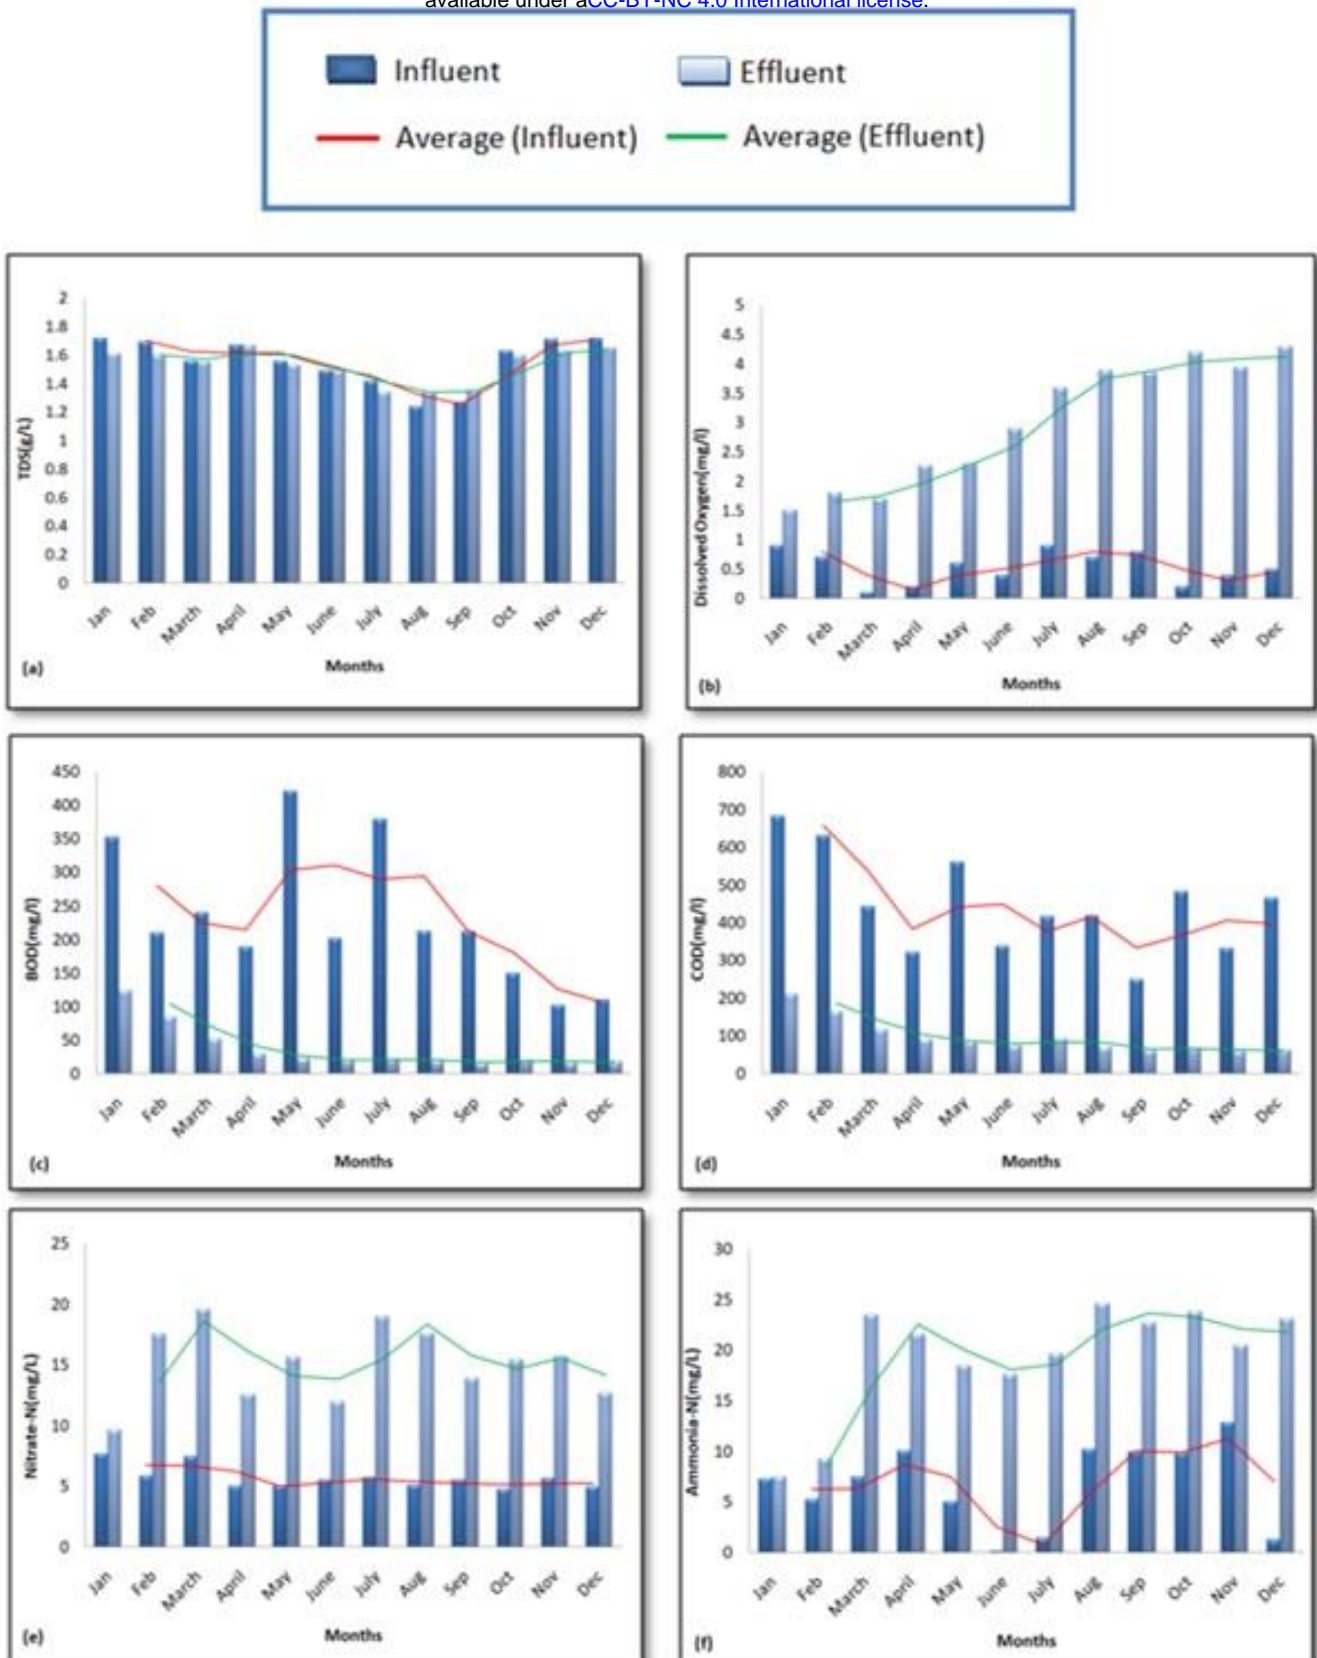 available under aCC-BY-NC 4.0 International license.
Influent
Effluent
Average (Influent)
Average (Effluent)
2
1.8
1.6
1.4
1.2
1
0.8
0.6
0.4
0.2
0
TDS(g/L)
Jan Feb March April May June July Aug Sep Oct Nov Dec
Months
(a)
5
4.5
4
3.5
3
2.5
2
1.5
1
0.5
0
Dissolved Oxygen(mg/l)
Jan Feb March April May June July Aug Sep Oct Nov Dec
Months
(b)
450
400
350
300
250
200
150
100
50
0
BOD(mg/l)
Jan Feb March April May June July Aug Sep Oct Nov Dec
Months
(c)
800
700
600
500
400
300
200
100
0
COD(mg/l)
Jan Feb March April May June July Aug Sep Oct Nov Dec
Months
(d)
25
20
15
10
5
0
Nitrate-N(mg/L)
Jan Feb March April May June July Aug Sep Oct Nov Dec
Months
(e)
30
25
20
15
10
5
0
Ammonia-N(mg/L)
Jan Feb March April May June July Aug Sep Oct Nov Dec
Months
(f)